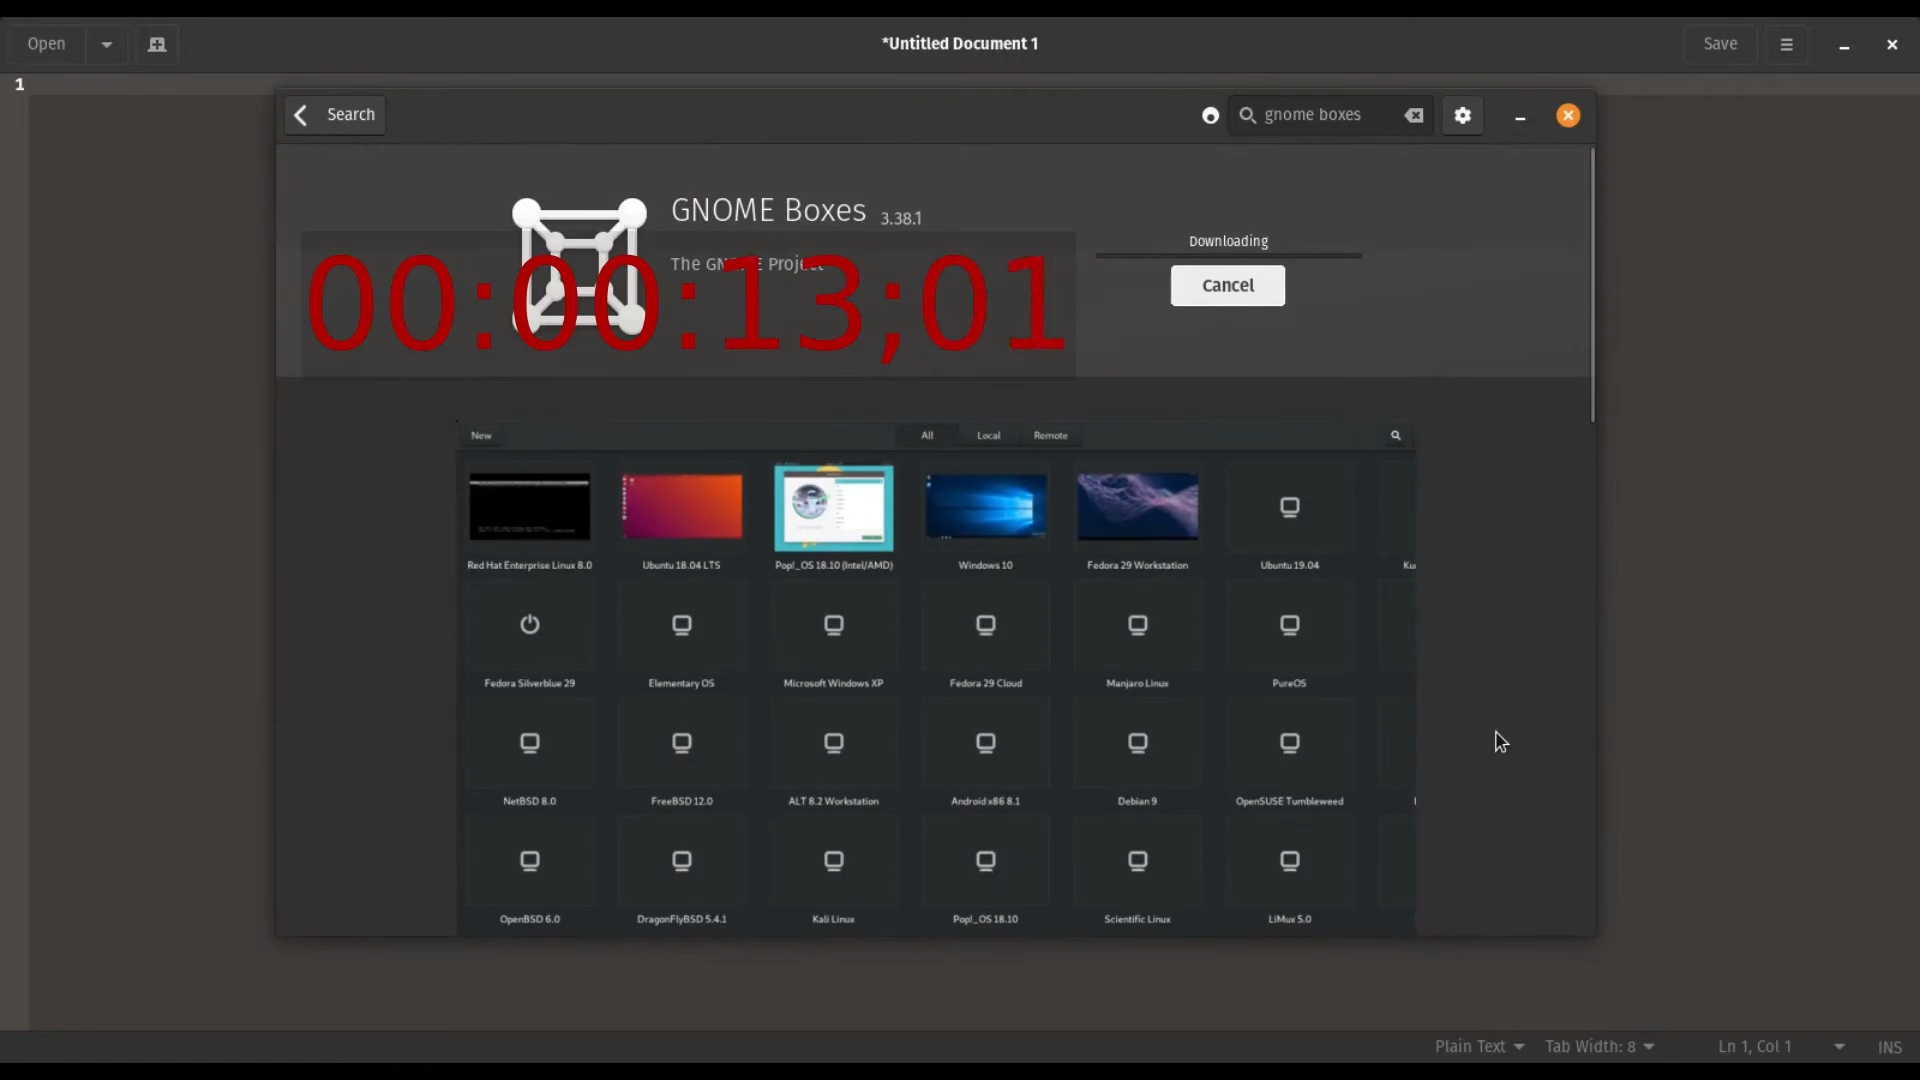 Open
*Untitled Document 1
Save
1
Search
gnome boxes
GNOME Boxes 3.38.1
The GNOME Project
Downloading
Cancel
00:00:13;01
New
All Local Remote
Red Hat Enterprise Linux 8.0 Ubuntu 18.04 LTS Pop!_OS 18.10 (Intel/AMD) Windows 10 Fedora 29 Workstation Ubuntu 19.04 Ku
Fedora Silverblue 29 Elementary OS Microsoft Windows XP Fedora 29 Cloud Manjaro Linux PureOS
NetBSD 8.0 FreeBSD 12.0 ALT 8.2 Workstation Android x86 8.1 Debian 9 OpenSUSE Tumbleweed
OpenBSD 6.0 DragonFlyBSD 5.4.1 Kali Linux Pop!_OS 18.10 Scientific Linux LiMux 5.0
Plain Text Tab Width: 8 Ln 1, Col 1 INS